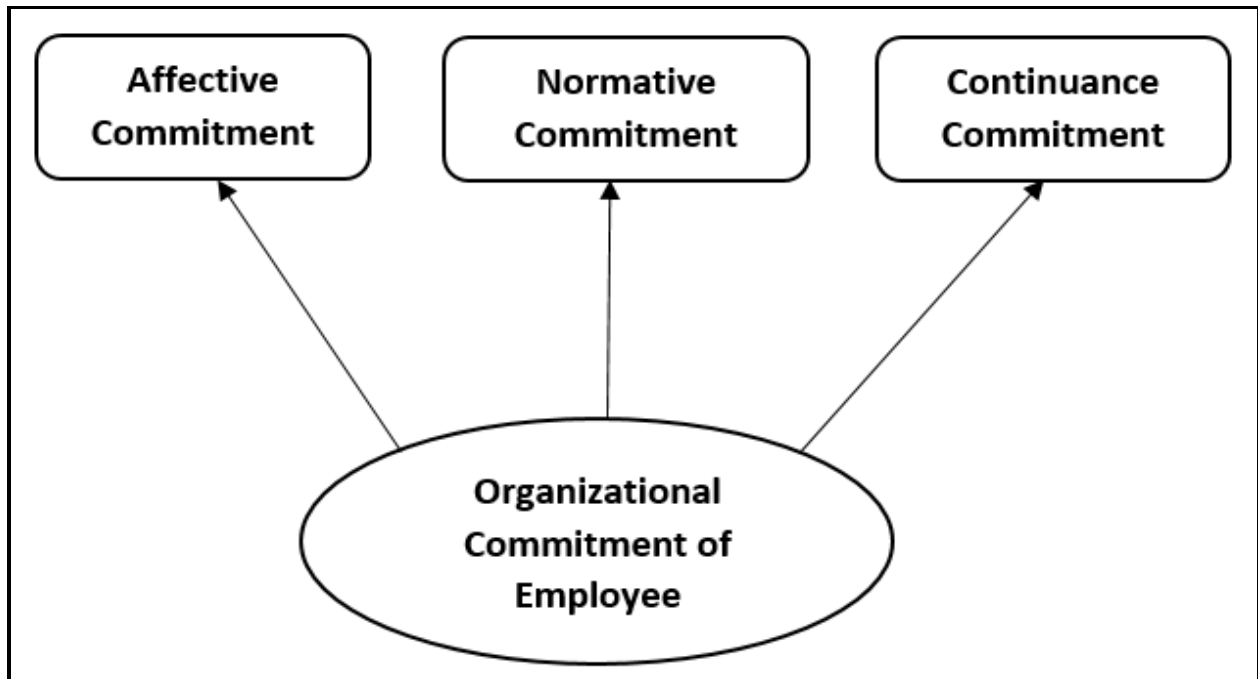 Affective
Commitment
Normative
Commitment
Continuance
Commitment
Organizational
Commitment of
Employee